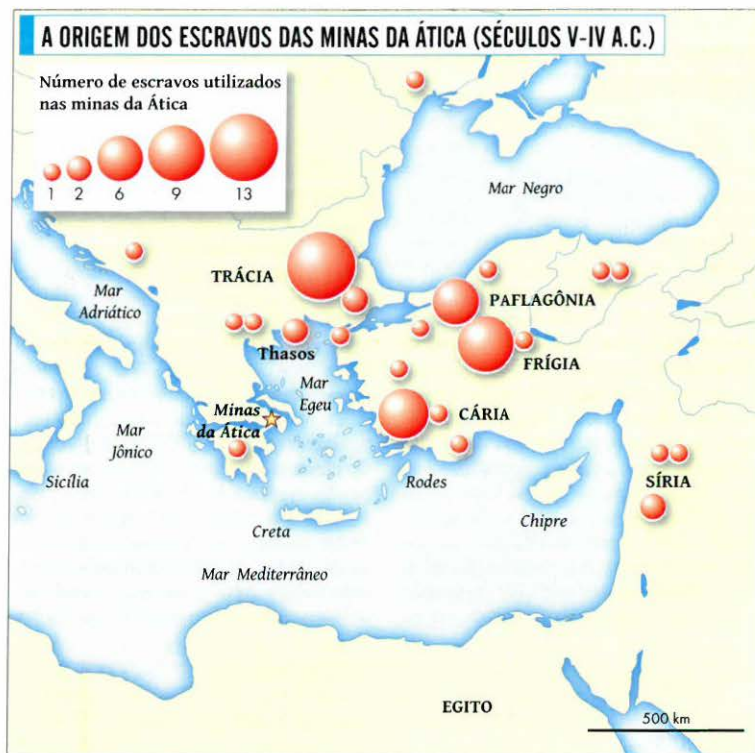 A ORIGEM DOS ESCRAVOS DAS MINAS DA ÁTICA (SÉCULOS V-IV A.C.)
Número de escravos utilizados
nas minas da Ática
1 2 6 9 13
Mar Negro
TRÁCIA
Mar
Adriático
PAFLAGÔNIA
Thasos
FRÍGIA
Mar
Egeu
Minas
da Ática
CÁRIA
Mar
Jônico
Sicília
Rodes
SÍRIA
Creta
Chipre
Mar Mediterrâneo
EGITO
500 km